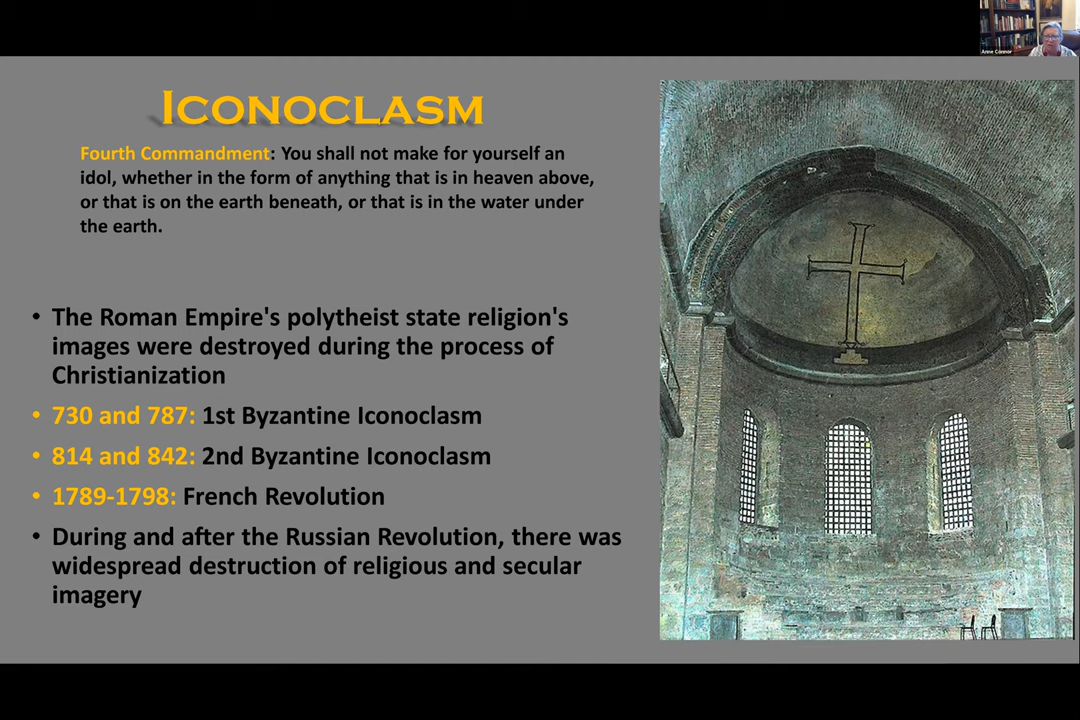 Anne Connor
ICONOCLASM
Fourth Commandment: You shall not make for yourself an
idol, whether in the form of anything that is in heaven above,
or that is on the earth beneath, or that is in the water under
the earth.
• The Roman Empire's polytheist state religion's
images were destroyed during the process of
Christianization
• 730 and 787: 1st Byzantine Iconoclasm
• 814 and 842: 2nd Byzantine Iconoclasm
• 1789-1798: French Revolution
• During and after the Russian Revolution, there was
widespread destruction of religious and secular
imagery